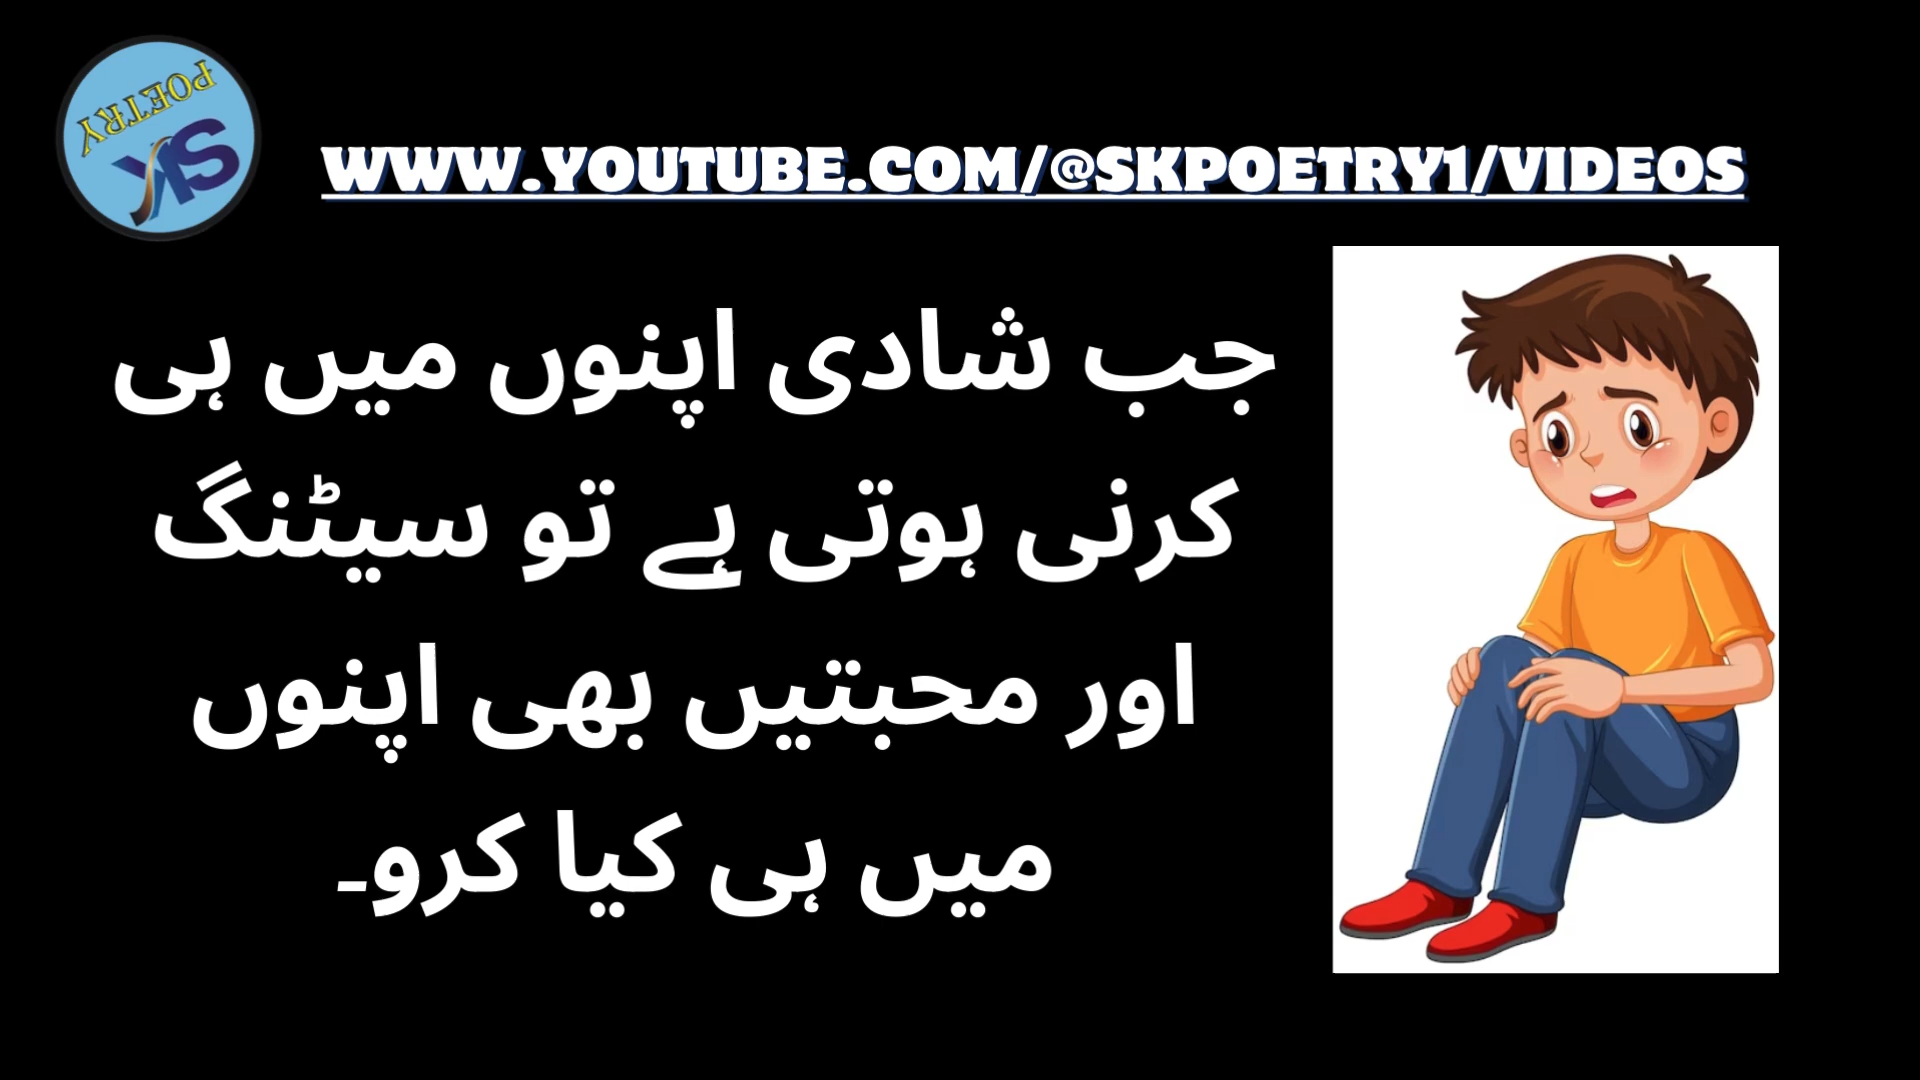 POETRY
SK
WWW.YOUTUBE.COM/@SKPOETRY1/VIDEOS
جب شادی اپنوں میں ہی
کرنی ہوتی ہے تو سیٹنگ
اور محبتیں بھی اپنوں
میں ہی کیا کرو۔